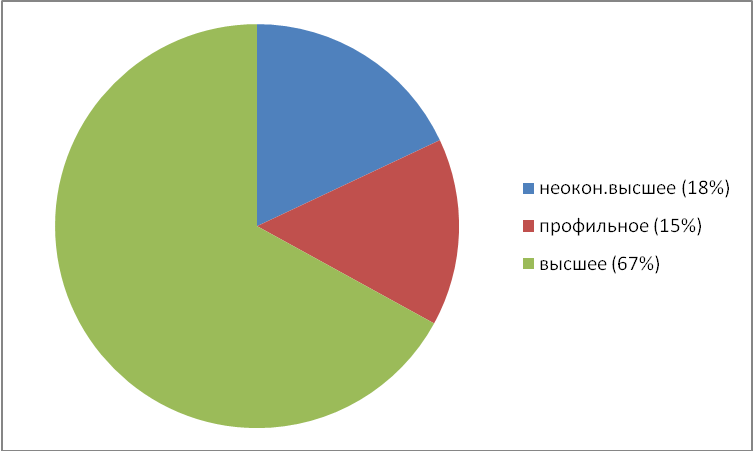 неокон.высшее (18%)
профильное (15%)
высшее (67%)